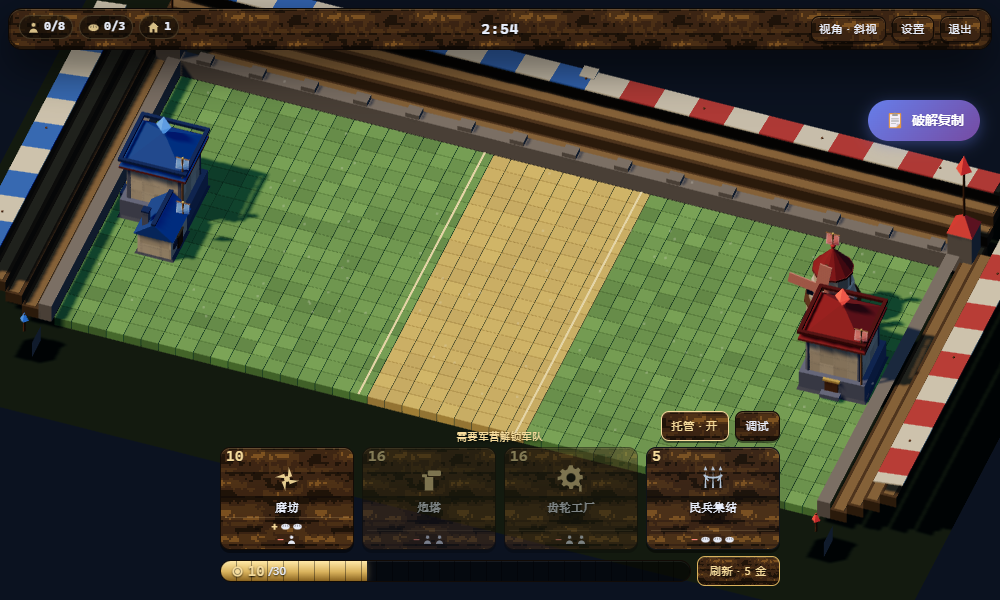 0/8 0/3 1
2:54
视角 · 斜视 设置 退出
破解复制
托管 · 开 调试
需要军营解锁军队
10 16 16 5
磨坊 炮塔 齿轮工厂 民兵集结
10/30
刷新 · 5 金